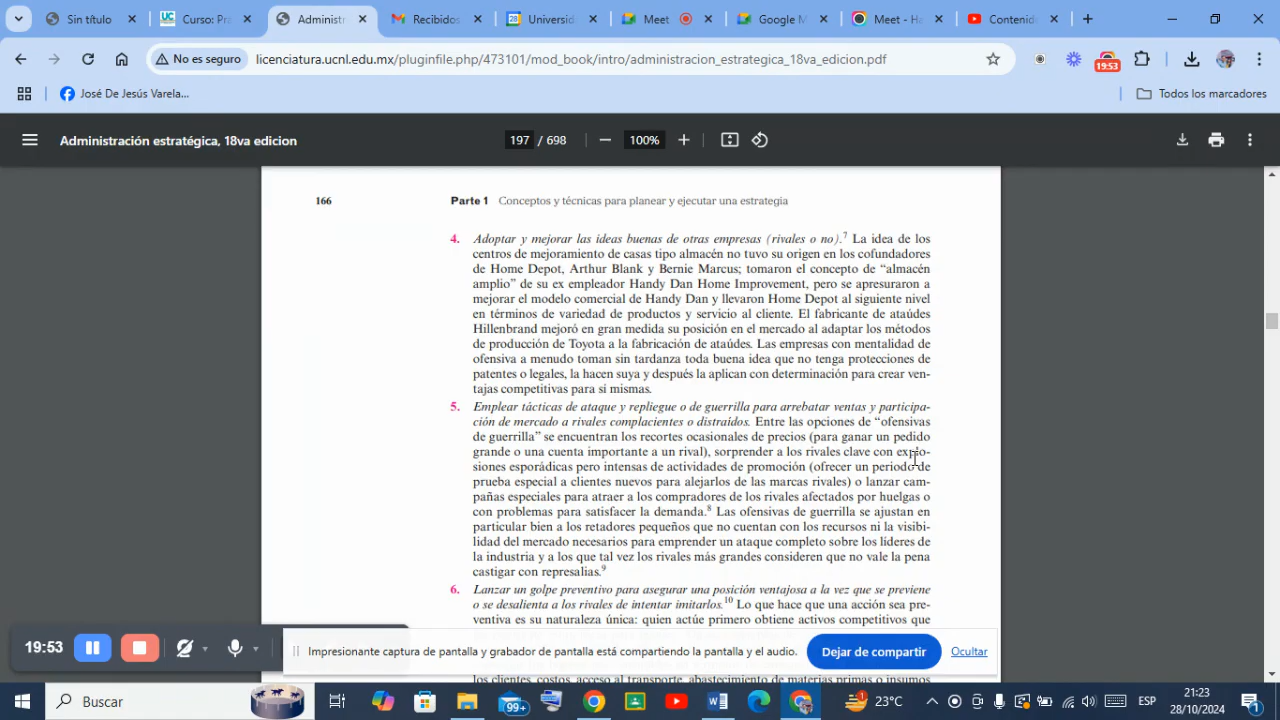 Sin título
Curso: Pra
Administr
Recibidos
Universid
Meet
Google M
Meet - Ha
Contenido
No es seguro
licenciatura.ucnl.edu.mx/pluginfile.php/473101/mod_book/intro/administracion_estrategica_18va_edicion.pdf
19:53
José De Jesús Varela...
Todos los marcadores
Administración estratégica, 18va edicion
197 / 698
100%
166
Parte 1 Conceptos y técnicas para planear y ejecutar una estrategia
4. Adoptar y mejorar las ideas buenas de otras empresas (rivales o no).7 La idea de los
centros de mejoramiento de casas tipo almacén no tuvo su origen en los cofundadores
de Home Depot, Arthur Blank y Bernie Marcus; tomaron el concepto de “almacén
amplio” de su ex empleador Handy Dan Home Improvement, pero se apresuraron a
mejorar el modelo comercial de Handy Dan y llevaron Home Depot al siguiente nivel
en términos de variedad de productos y servicio al cliente. El fabricante de ataúdes
Hillenbrand mejoró en gran medida su posición en el mercado al adaptar los métodos
de producción de Toyota a la fabricación de ataúdes. Las empresas con mentalidad de
ofensiva a menudo toman sin tardanza toda buena idea que no tenga protecciones de
patentes o legales, la hacen suya y después la aplican con determinación para crear ven-
tajas competitivas para sí mismas.
5. Emplear tácticas de ataque y repliegue o de guerrilla para arrebatar ventas y participa-
ción de mercado a rivales complacientes o distraídos. Entre las opciones de “ofensivas
de guerrilla” se encuentran los recortes ocasionales de precios (para ganar un pedido
grande o una cuenta importante a un rival), sorprender a los rivales clave con explo-
siones esporádicas pero intensas de actividades de promoción (ofrecer un periodo de
prueba especial a clientes nuevos para alejarlos de las marcas rivales) o lanzar cam-
pañas especiales para atraer a los compradores de los rivales afectados por huelgas o
con problemas para satisfacer la demanda.8 Las ofensivas de guerrilla se ajustan en
particular bien a los retadores pequeños que no cuentan con los recursos ni la visibi-
lidad del mercado necesarios para emprender un ataque completo sobre los líderes de
la industria y a los que tal vez los rivales más grandes consideren que no vale la pena
castigar con represalias.9
6. Lanzar un golpe preventivo para asegurar una posición ventajosa a la vez que se previene
o se desalienta a los rivales de intentar imitarlos.10 Lo que hace que una acción sea pre-
ventiva es su naturaleza única: quien actúe primero obtiene activos competitivos que
los clientes, costos, acceso al transporte, abastecimiento de materias primas o insumos
19:53
Impresionante captura de pantalla y grabador de pantalla está compartiendo la pantalla y el audio.
Dejar de compartir
Ocultar
Buscar
99+
23°C
ESP
21:23
28/10/2024
1